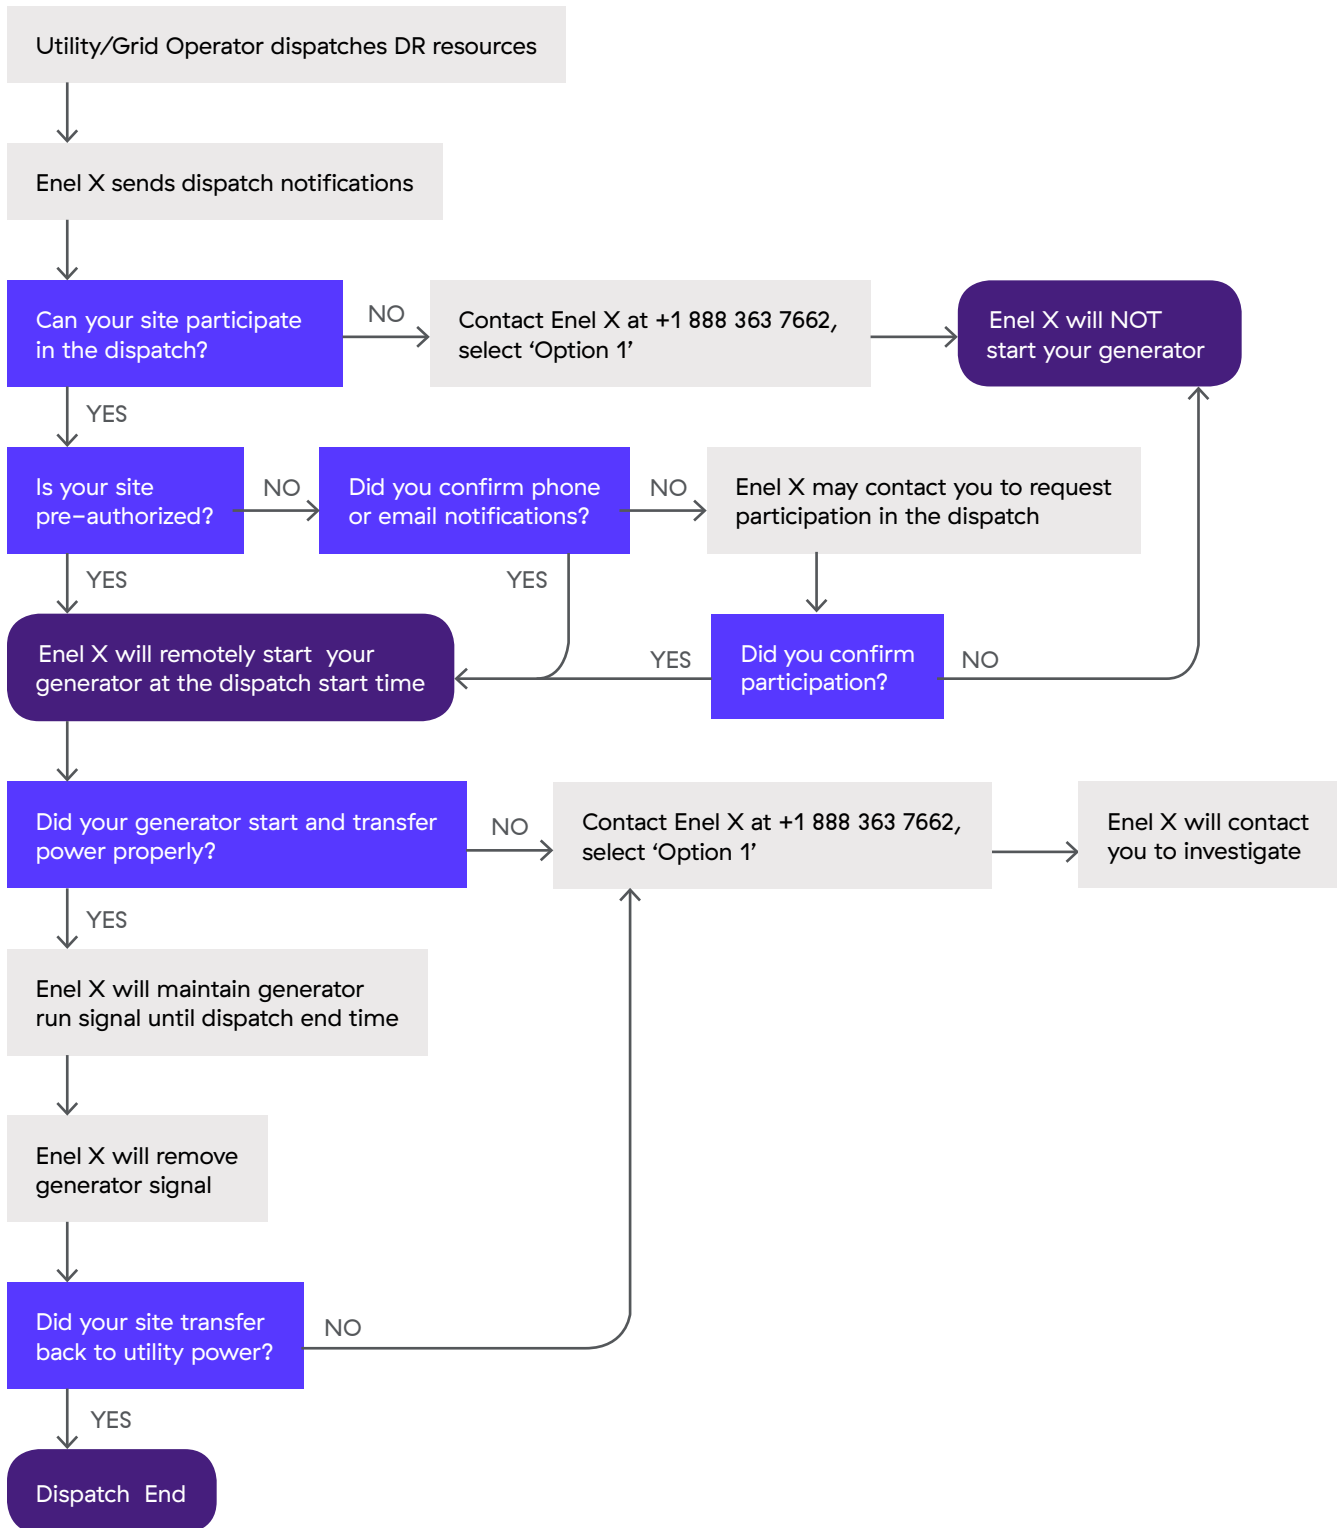 Utility/Grid Operator dispatches DR resources
Enel X sends dispatch notifications
Can your site participate
in the dispatch?
NO
Contact Enel X at +1 888 363 7662,
select ‘Option 1’
Enel X will NOT
start your generator
YES
Is your site
pre-authorized?
NO
Did you confirm phone
or email notifications?
NO
Enel X may contact you to request
participation in the dispatch
YES
YES
Enel X will remotely start your
generator at the dispatch start time
YES
Did you confirm
participation?
NO
Did your generator start and transfer
power properly?
NO
Contact Enel X at +1 888 363 7662,
select ‘Option 1’
Enel X will contact
you to investigate
YES
Enel X will maintain generator
run signal until dispatch end time
Enel X will remove
generator signal
Did your site transfer
back to utility power?
NO
YES
Dispatch End